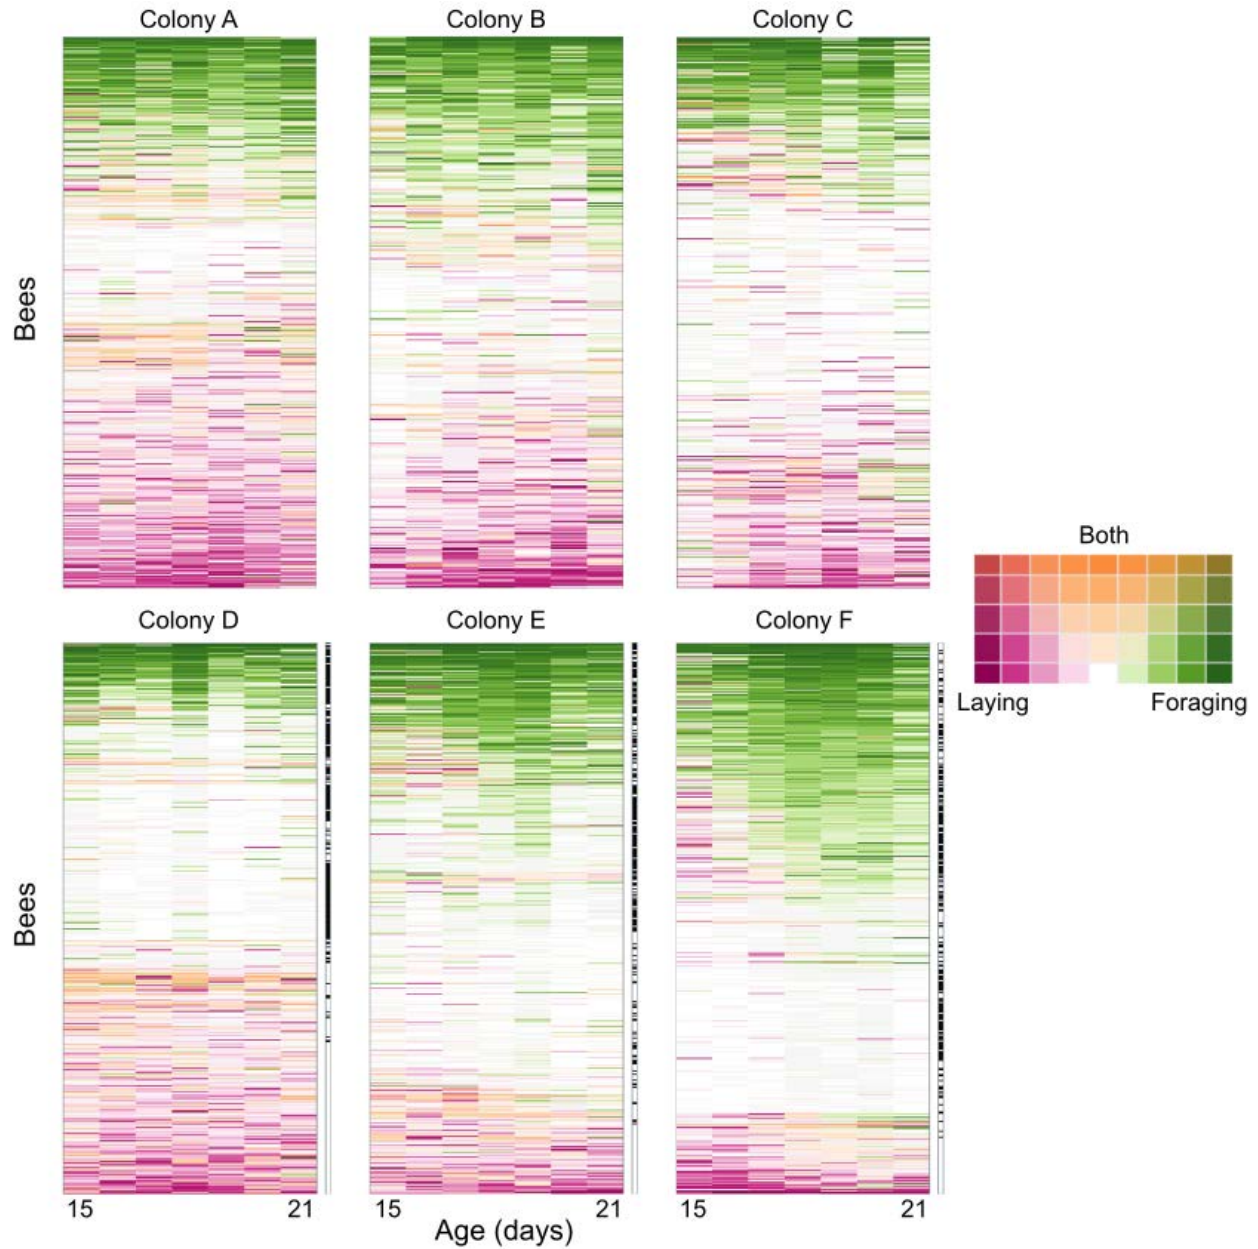 Colony A
Colony B
Colony C
Bees
Both
Laying
Foraging
Colony D
Colony E
Colony F
Bees
15
21
15
21
15
21
Age (days)